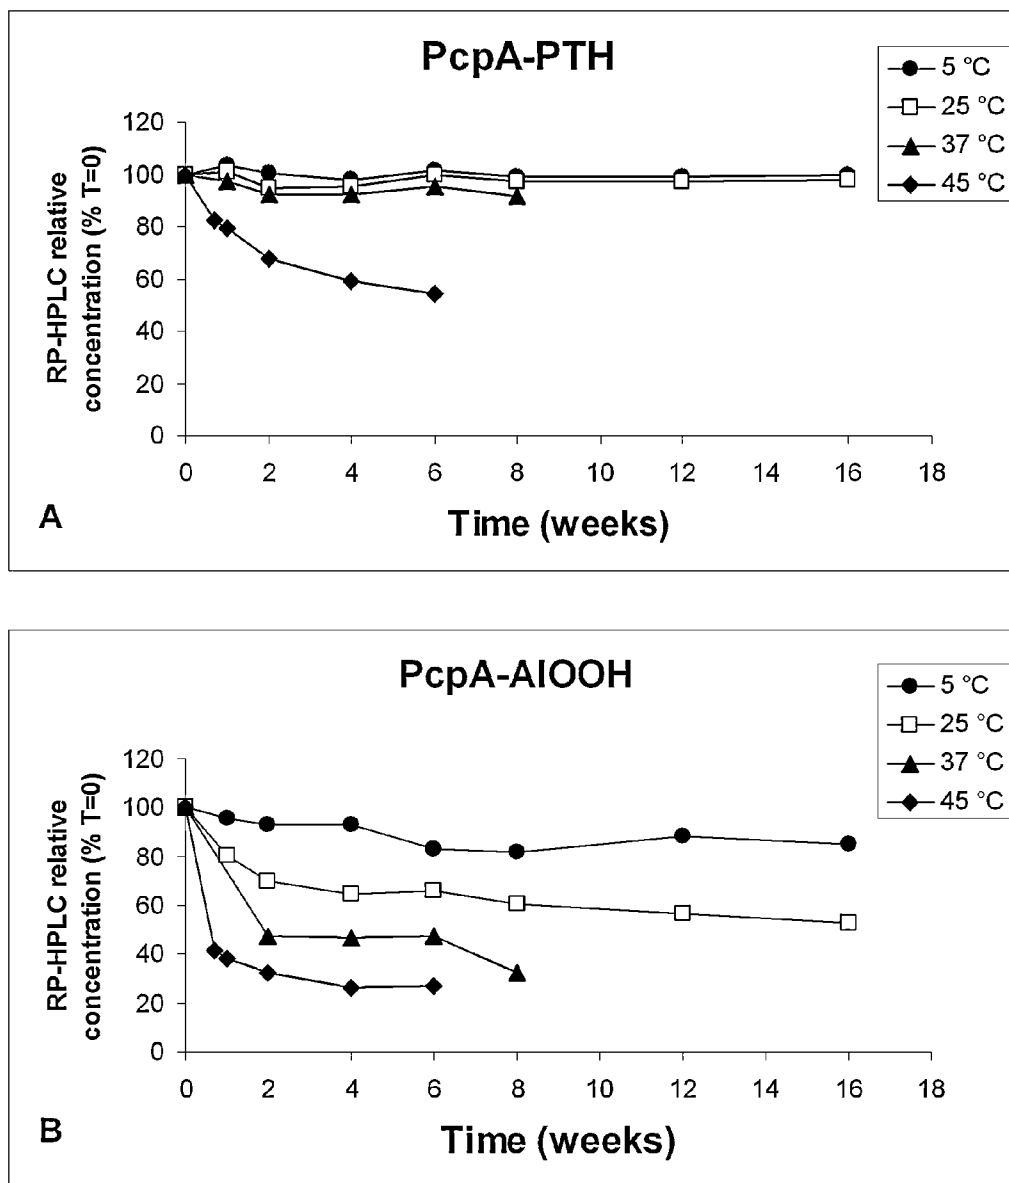 PcpA-PTH
5 °C
25 °C
37 °C
45 °C
RP-HPLC relative
concentration (% T=0)
120
100
80
60
40
20
0
0 2 4 6 8 10 12 14 16 18
Time (weeks)
A
PcpA-AlOOH
5 °C
25 °C
37 °C
45 °C
RP-HPLC relative
concentration (% T=0)
120
100
80
60
40
20
0
0 2 4 6 8 10 12 14 16 18
Time (weeks)
B